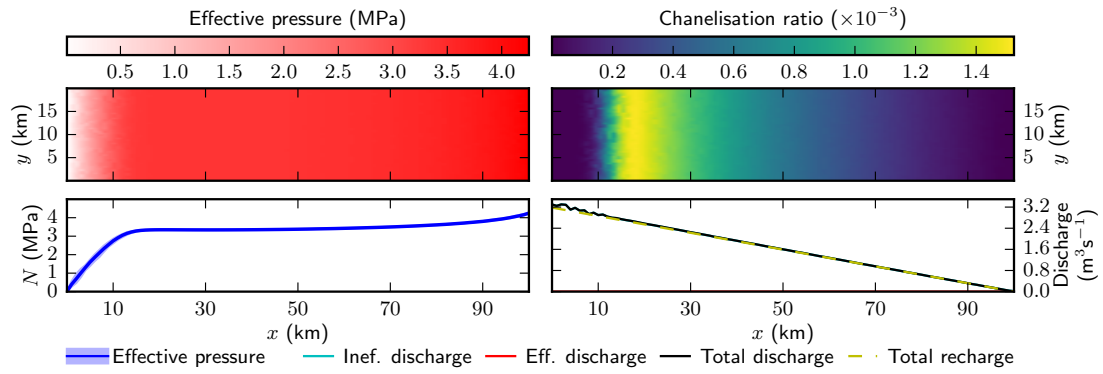 Effective pressure (MPa)
Chanelisation ratio (×10⁻³)
0.5 1.0 1.5 2.0 2.5 3.0 3.5 4.0
0.2 0.4 0.6 0.8 1.0 1.2 1.4
y (km)
15
10
5
15
10
5
y (km)
N (MPa)
4
3
2
1
0
3.2
2.4
1.6
0.8
0.0
Discharge
(m³s⁻¹)
10 30 50 70 90
10 30 50 70 90
x (km)
x (km)
Effective pressure
Inef. discharge
Eff. discharge
Total discharge
Total recharge